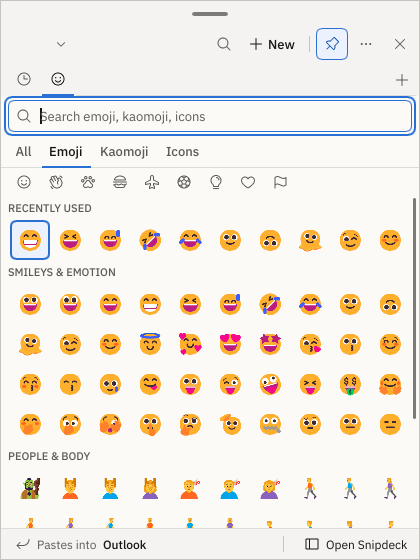 New
Search emoji, kaomoji, icons
All Emoji Kaomoji Icons
RECENTLY USED
SMILEYS & EMOTION
PEOPLE & BODY
Pastes into Outlook Open Snipdeck